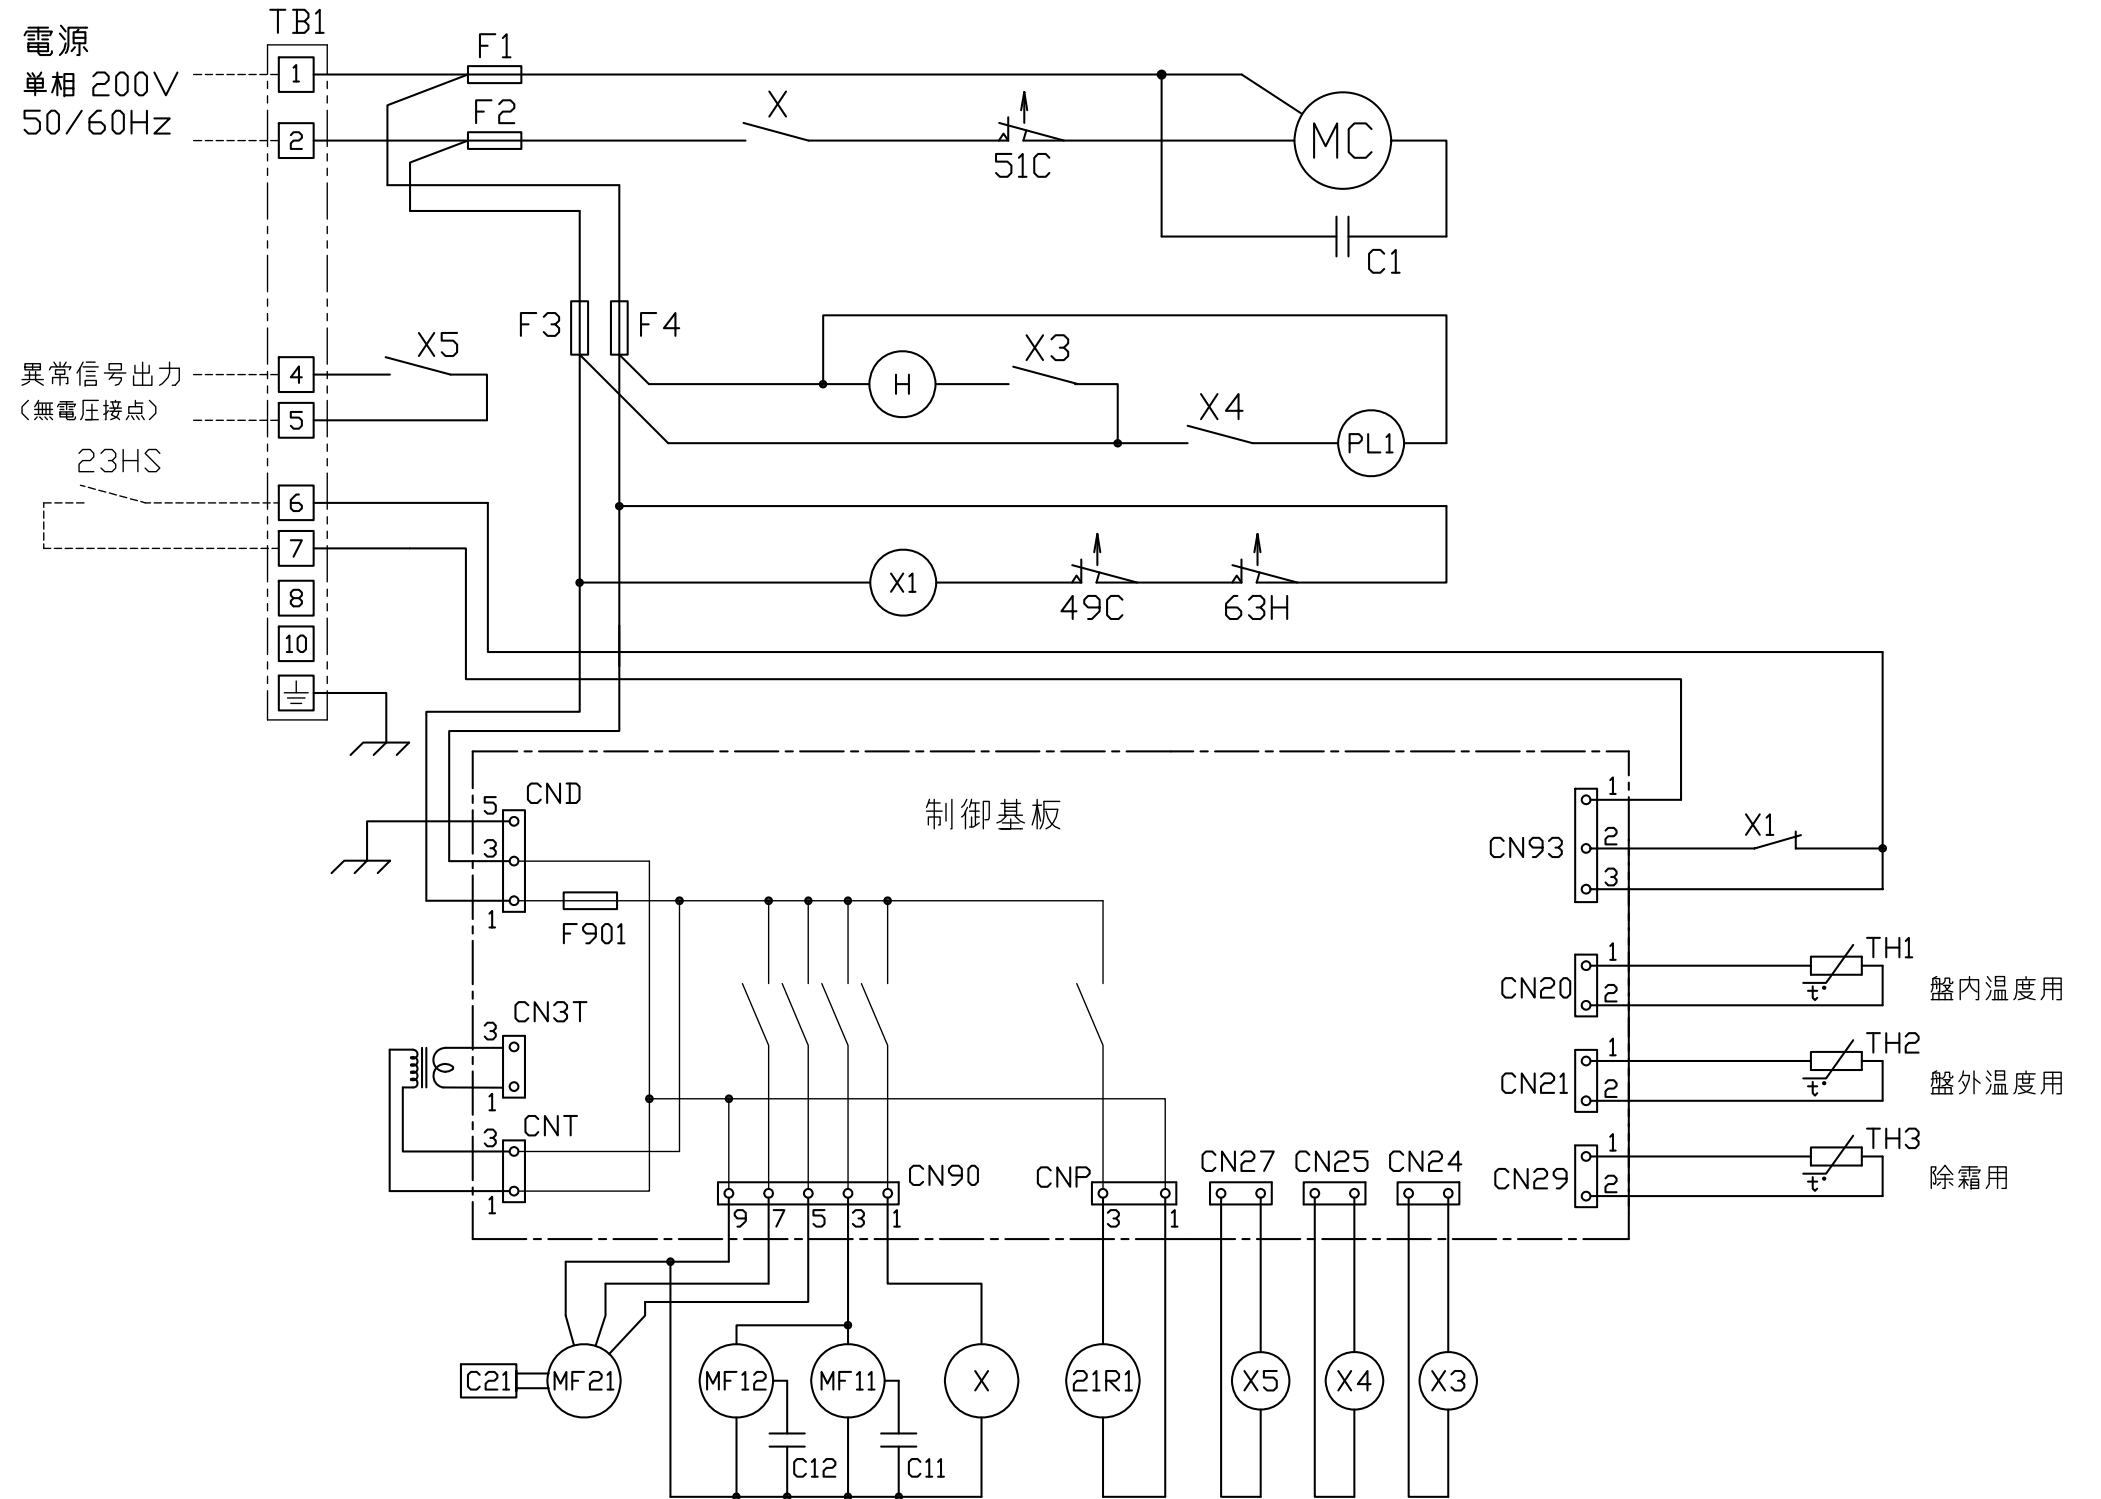 電源
単相 200V
50/60Hz
TB1
1
2
4
5
6
7
8
10
異常信号出力
(無電圧接点)
23HS
F1
F2
X
51C
MC
C1
X5
F3
F4
H
X3
X4
PL1
X1
49C
63H
制御基板
CND
5
3
1
F901
CN3T
3
1
CNT
3
1
CN90
9
7
5
3
1
CNP
3
1
CN27
CN25
CN24
CN93
1
2
3
X1
CN20
1
2
TH1
t°
盤内温度用
CN21
1
2
TH2
t°
盤外温度用
CN29
1
2
TH3
t°
除霜用
C21
MF21
MF12
MF11
X
21R1
X5
X4
X3
C12
C11